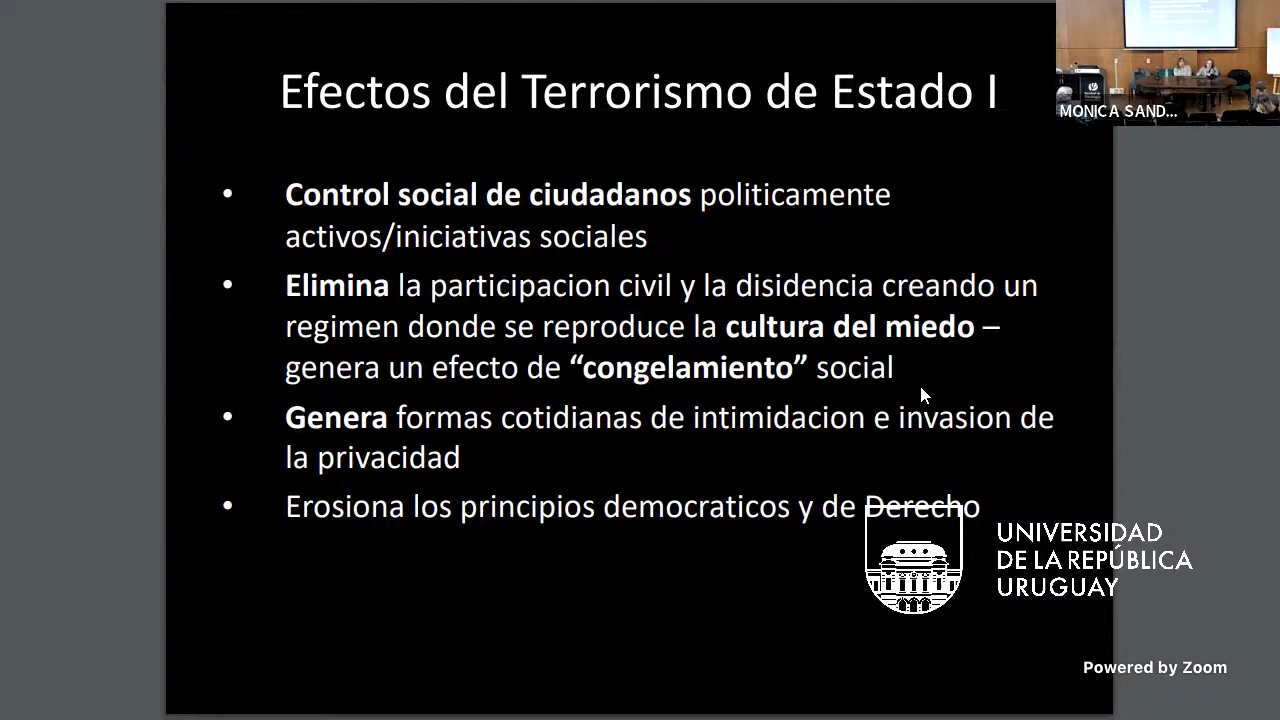 Efectos del Terrorismo de Estado I
MONICA SAND...
• Control social de ciudadanos politicamente
activos/iniciativas sociales
• Elimina la participacion civil y la disidencia creando un
regimen donde se reproduce la cultura del miedo –
genera un efecto de “congelamiento” social
• Genera formas cotidianas de intimidacion e invasion de
la privacidad
• Erosiona los principios democraticos y de Derecho
UNIVERSIDAD
DE LA REPÚBLICA
URUGUAY
Powered by Zoom